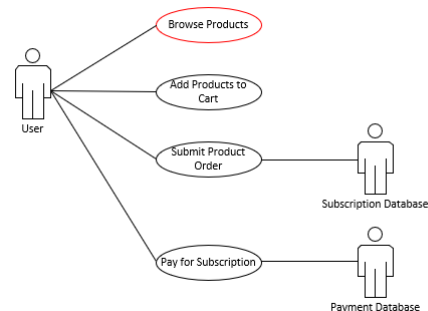 Browse Products
Add Products to
Cart
User
Submit Product
Order
Subscription Database
Pay for Subscription
Payment Database